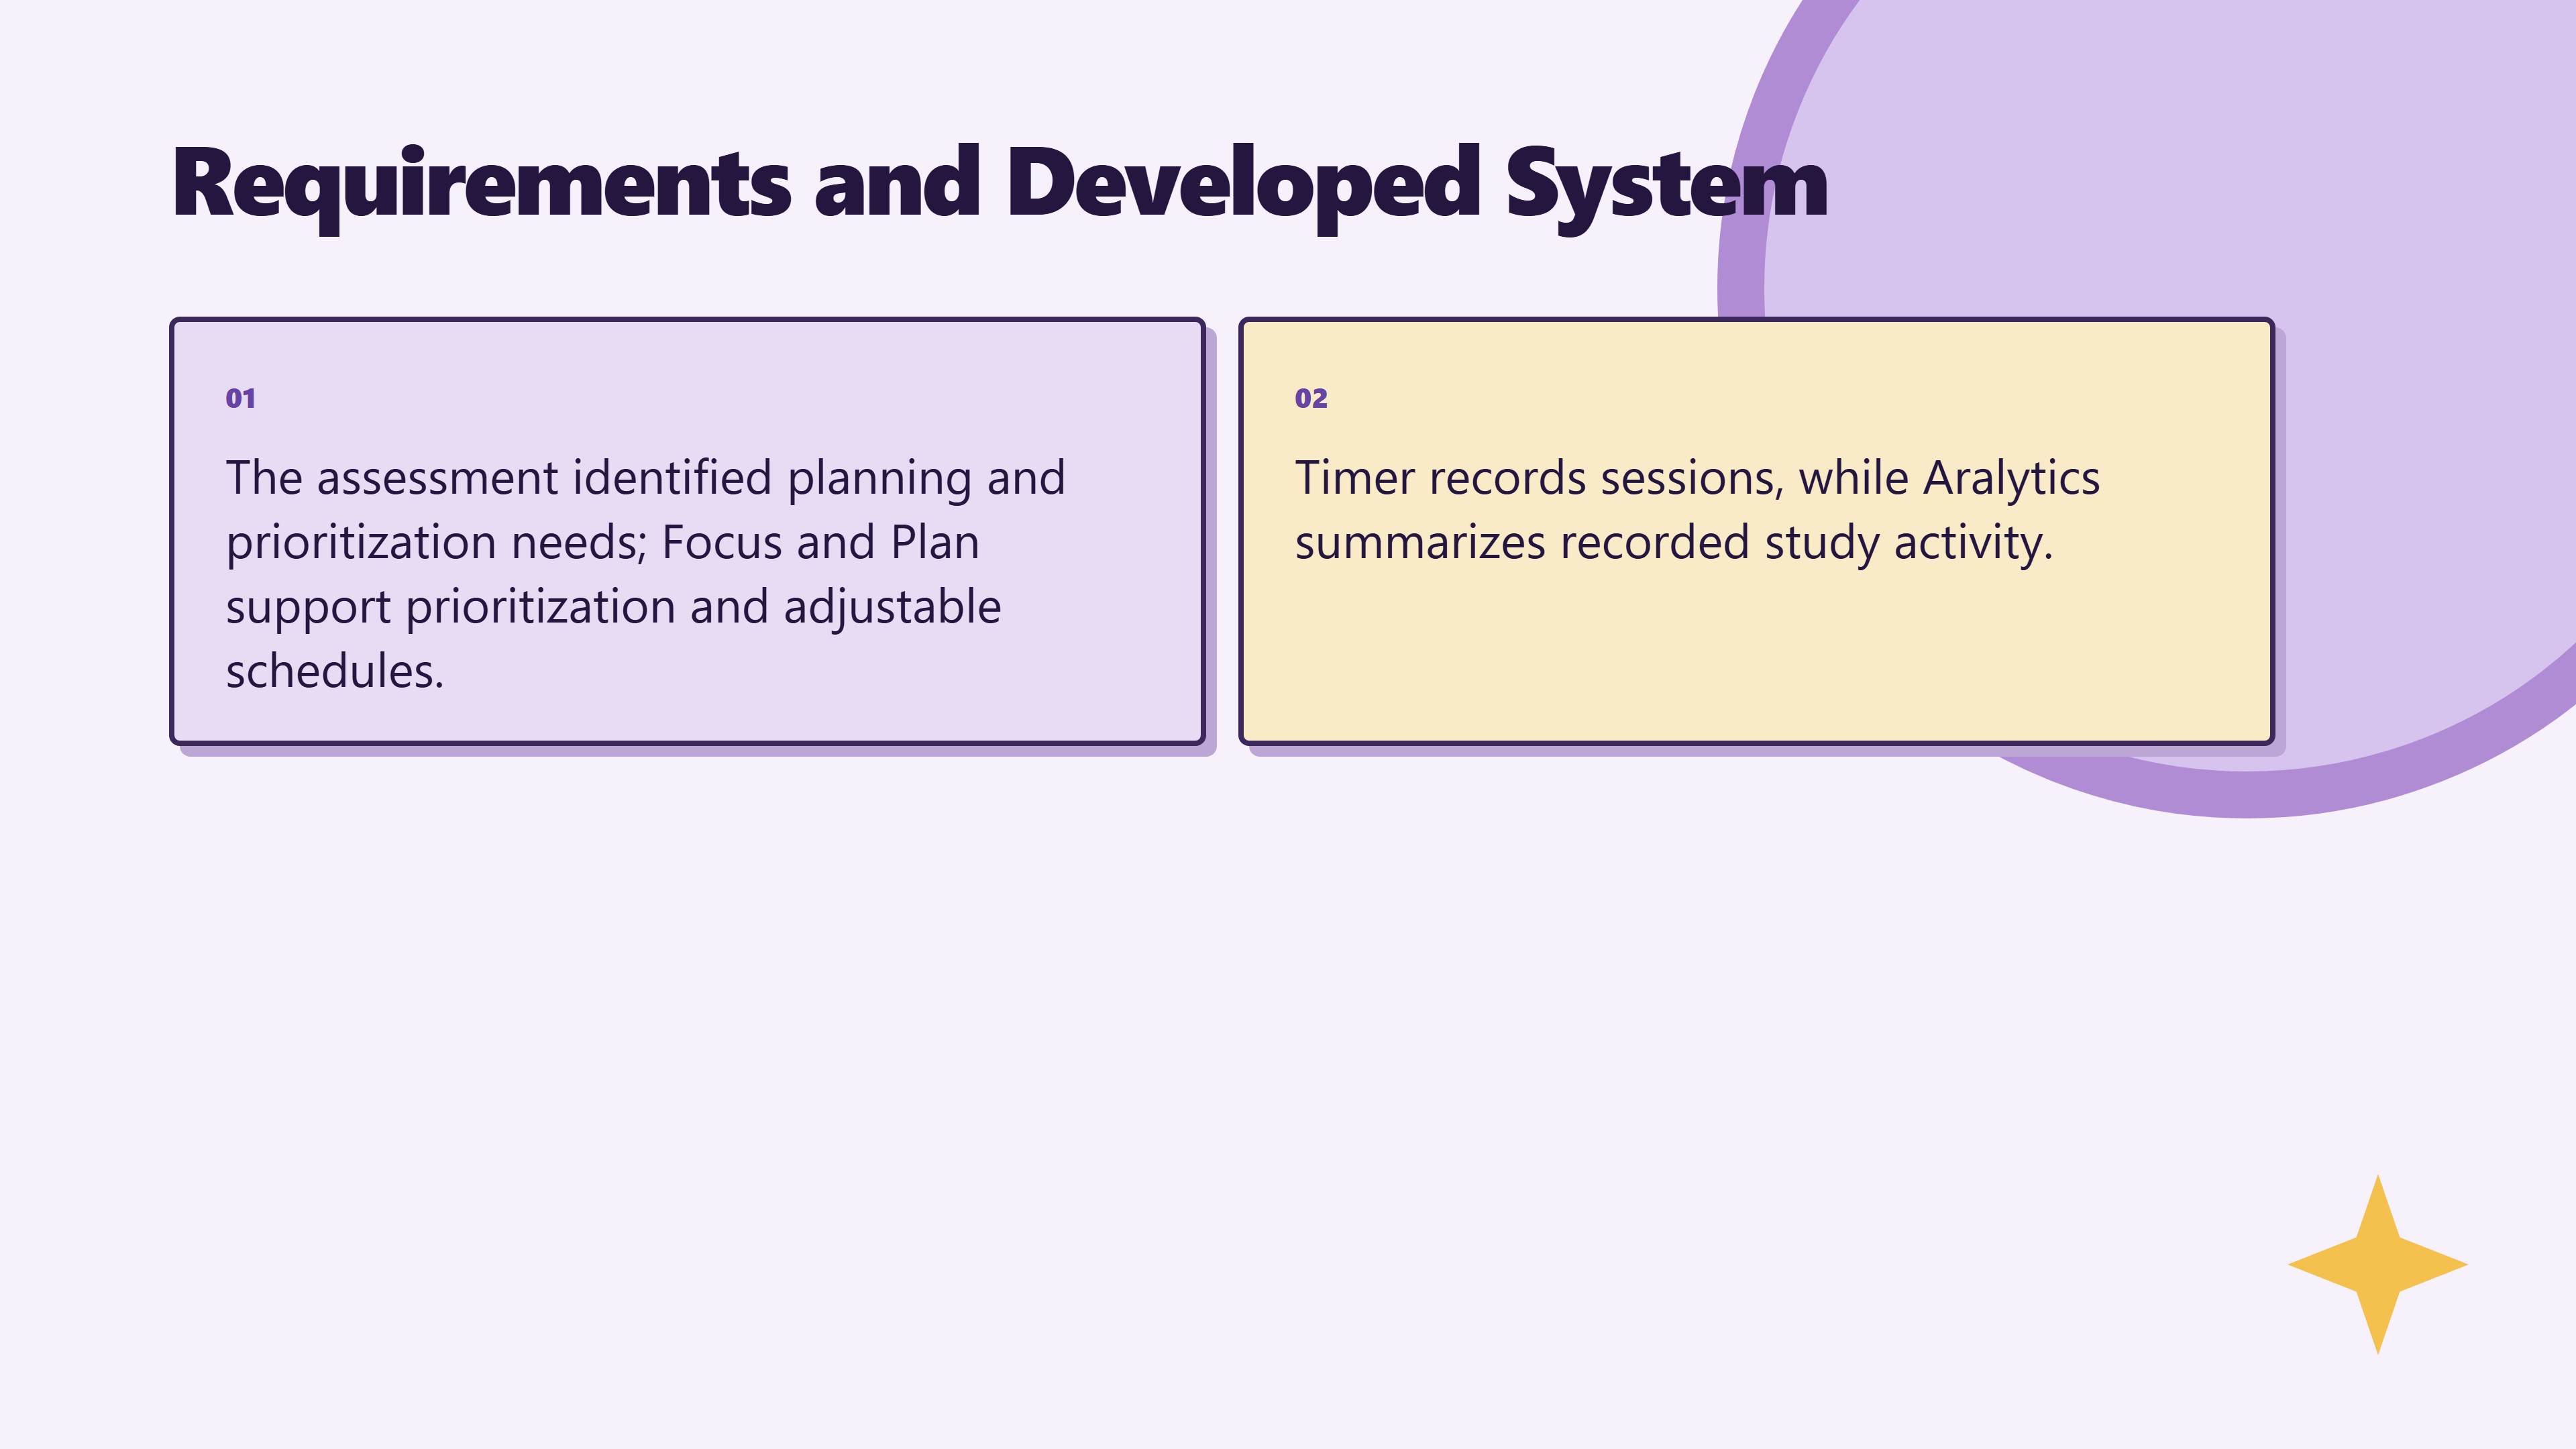 Requirements and Developed System
01
The assessment identified planning and
prioritization needs; Focus and Plan
support prioritization and adjustable
schedules.
02
Timer records sessions, while Aralytics
summarizes recorded study activity.